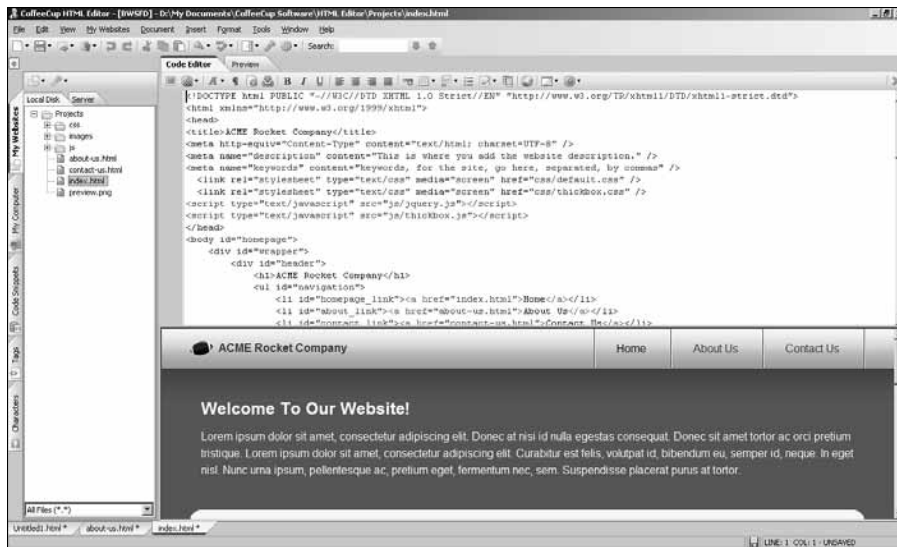 CoffeeCup HTML Editor - [BWSFD] - D:\My Documents\CoffeeCup Software\HTML Editor\Projects\index.html
File Edit View My Websites Document Insert Format Tools Window Help
Search:
Code Editor Preview
Local Disk Server
My Websites
My Computer
Code Snippets
Tags
Characters
Projects
css
images
js
about-us.html
contact-us.html
index.html
preview.png
All Files (*.*)
<!DOCTYPE html PUBLIC "-//W3C//DTD XHTML 1.0 Strict//EN" "http://www.w3.org/TR/xhtml1/DTD/xhtml1-strict.dtd">
<html xmlns="http://www.w3.org/1999/xhtml">
<head>
<title>ACME Rocket Company</title>
<meta http-equiv="Content-Type" content="text/html; charset=UTF-8" />
<meta name="description" content="This is where you add the website description." />
<meta name="keywords" content="keywords, for the site, go here, separated, by commas" />
<link rel="stylesheet" type="text/css" media="screen" href="css/default.css" />
<link rel="stylesheet" type="text/css" media="screen" href="css/thickbox.css" />
<script type="text/javascript" src="js/jquery.js"></script>
<script type="text/javascript" src="js/thickbox.js"></script>
</head>
<body id="homepage">
<div id="wrapper">
<div id="header">
<h1>ACME Rocket Company</h1>
<ul id="navigation">
<li id="homepage_link"><a href="index.html">Home</a></li>
<li id="about_link"><a href="about-us.html">About Us</a></li>
<li id="contact_link"><a href="contact-us.html">Contact Us</a></li>
ACME Rocket Company Home About Us Contact Us
Welcome To Our Website!
Lorem ipsum dolor sit amet, consectetur adipiscing elit. Donec at nisi id nulla egestas consequat. Donec sit amet tortor ac orci pretium
tristique. Lorem ipsum dolor sit amet, consectetur adipiscing elit. Curabitur est felis, volutpat id, bibendum eu, semper id, neque. In eget
nisl. Nunc urna ipsum, pellentesque ac, pretium eget, fermentum nec, sem. Suspendisse placerat purus at tortor.
Untitled1.html * about-us.html * index.html *
LINE: 1 COL: 1 - UNSAVED